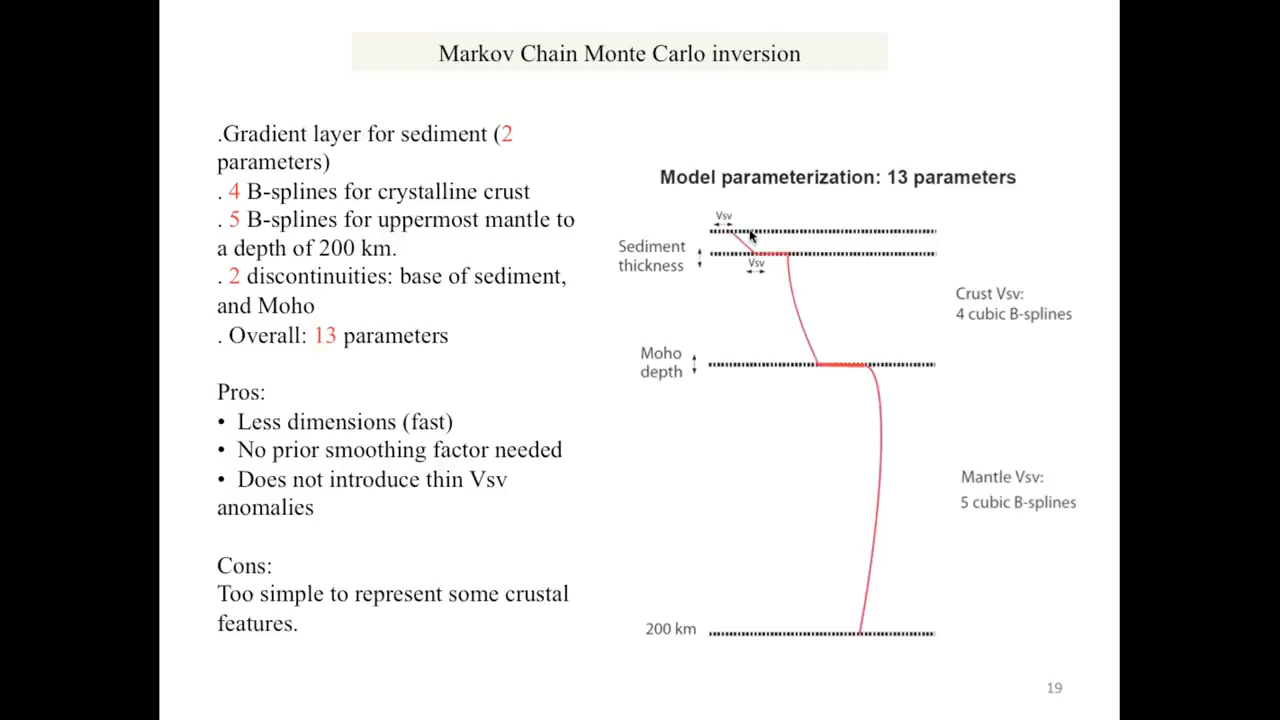 Markov Chain Monte Carlo inversion
.Gradient layer for sediment (2
parameters)
. 4 B-splines for crystalline crust
. 5 B-splines for uppermost mantle to
a depth of 200 km.
. 2 discontinuities: base of sediment,
and Moho
. Overall: 13 parameters
Pros:
• Less dimensions (fast)
• No prior smoothing factor needed
• Does not introduce thin Vsv
anomalies
Cons:
Too simple to represent some crustal
features.
Model parameterization: 13 parameters
Vsv
Sediment
thickness
Vsv
Crust Vsv:
4 cubic B-splines
Moho
depth
Mantle Vsv:
5 cubic B-splines
200 km
19